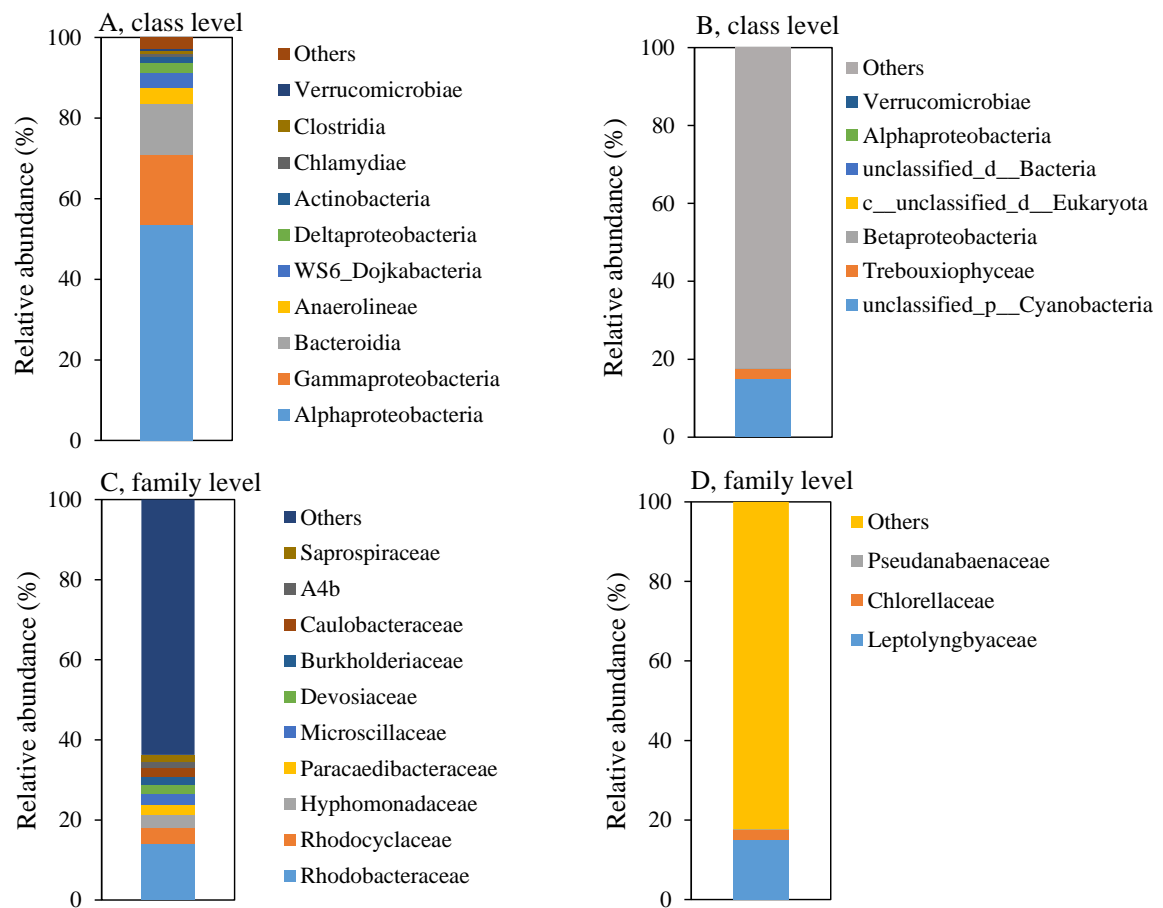 A, class level
Relative abundance (%)
100
80
60
40
20
0
Others
Verrucomicrobiae
Clostridia
Chlamydiae
Actinobacteria
Deltaproteobacteria
WS6_Dojkabacteria
Anaerolineae
Bacteroidia
Gammaproteobacteria
Alphaproteobacteria
B, class level
Relative abundance (%)
100
80
60
40
20
0
Others
Verrucomicrobiae
Alphaproteobacteria
unclassified_d__Bacteria
c__unclassified_d__Eukaryota
Betaproteobacteria
Trebouxiophyceae
unclassified_p__Cyanobacteria
C, family level
Relative abundance (%)
100
80
60
40
20
0
Others
Saprospiraceae
A4b
Caulobacteraceae
Burkholderiaceae
Devosiaceae
Microscillaceae
Paracaedibacteraceae
Hyphomonadaceae
Rhodocyclaceae
Rhodobacteraceae
D, family level
Relative abundance (%)
100
80
60
40
20
0
Others
Pseudanabaenaceae
Chlorellaceae
Leptolyngbyaceae